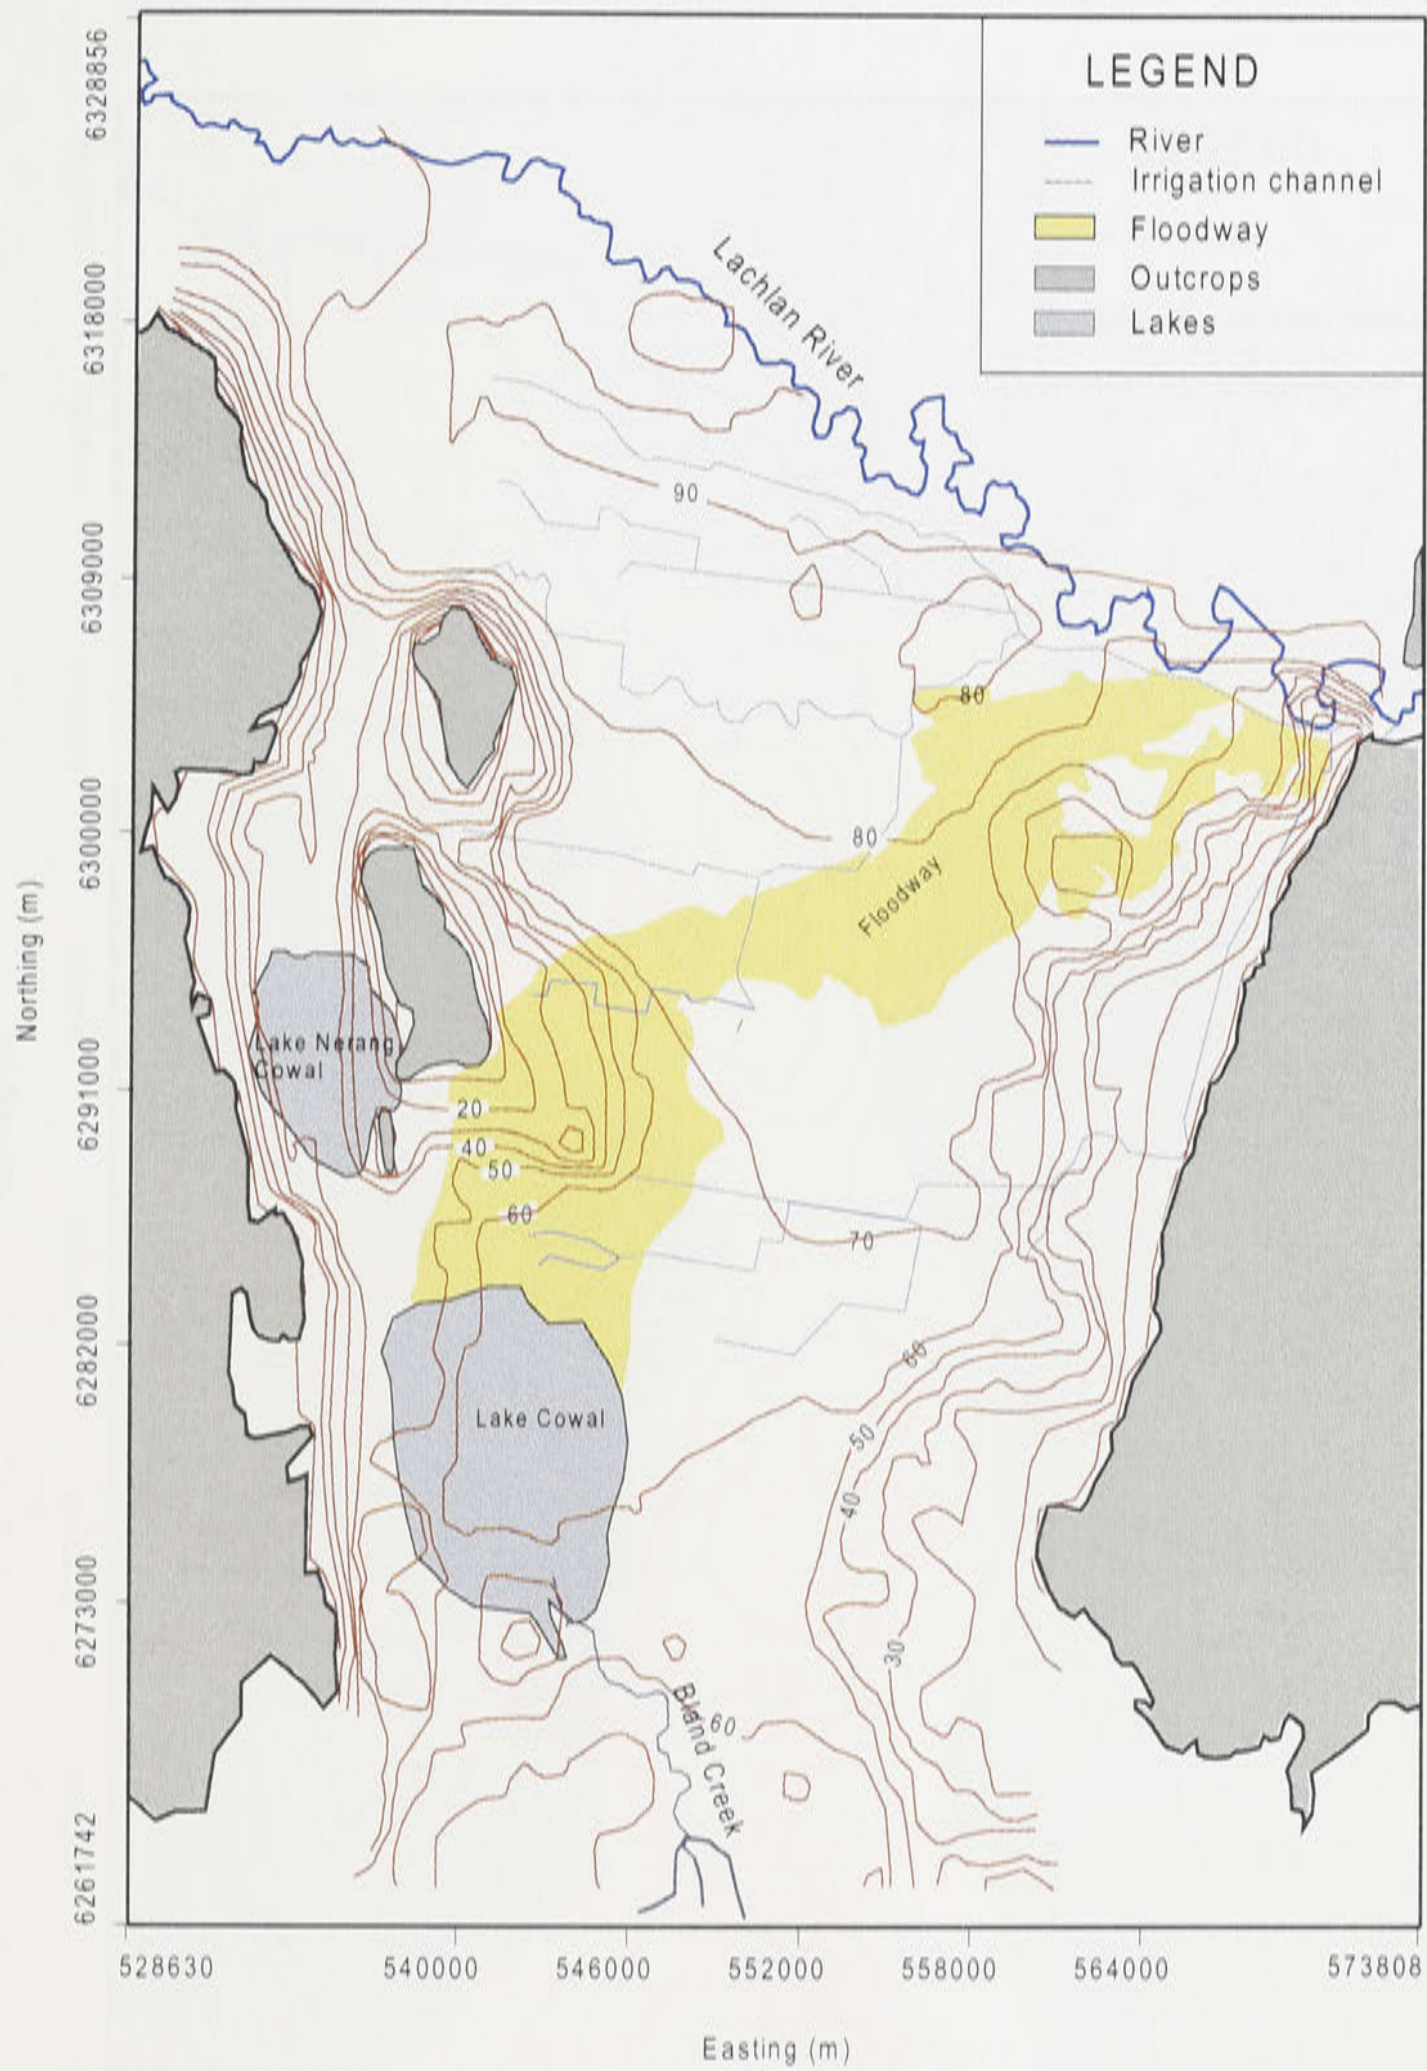 LEGEND
River
Irrigation channel
Floodway
Outcrops
Lakes
6328856
6318000
6309000
6300000
6291000
6282000
6273000
6261742
Northing (m)
Lachlan River
90
80
80
Floodway
Lake Nerang
Cowal
20
40
50
60
70
60
Lake Cowal
50
40
30
Bland Creek
60
528630
540000
546000
552000
558000
564000
573808
Easting (m)